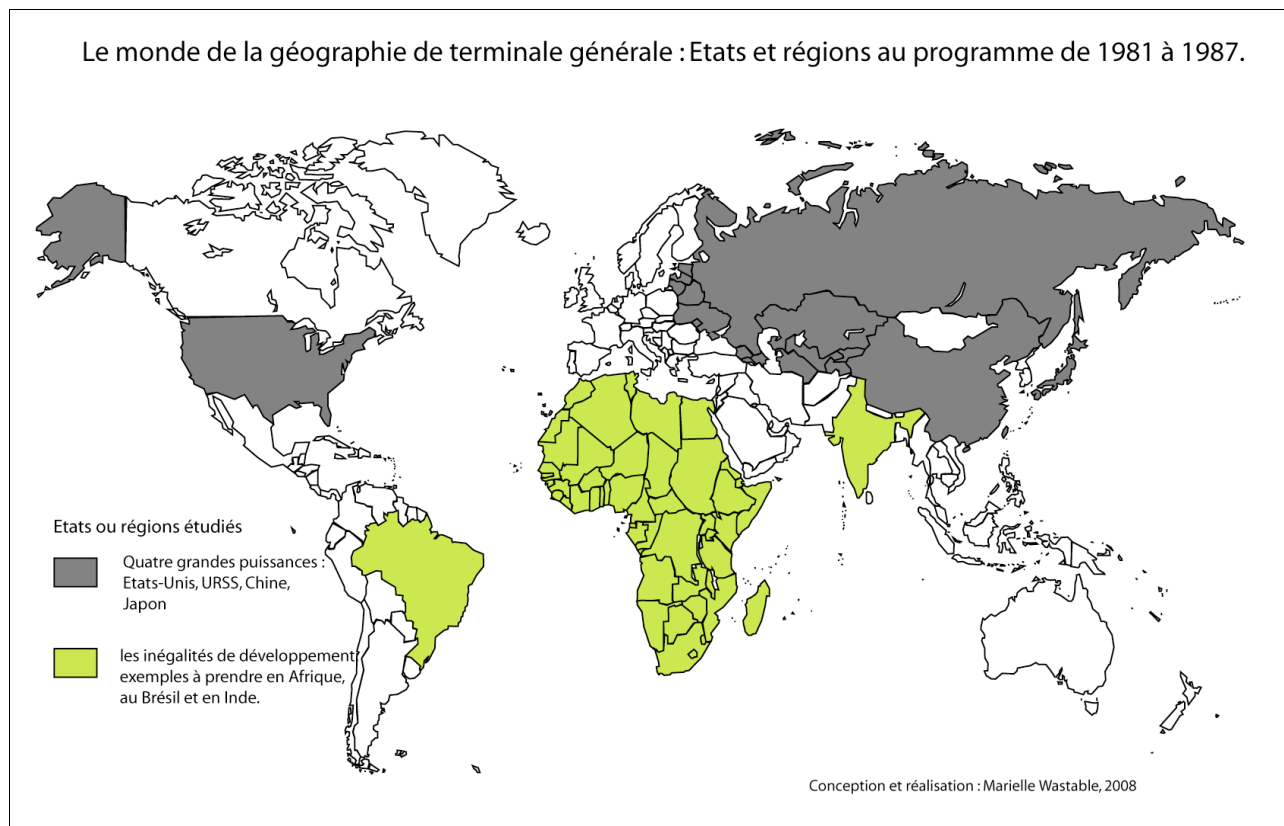 Le monde de la géographie de terminale générale : Etats et régions au programme de 1981 à 1987.
Etats ou régions étudiés
Quatre grandes puissances :
Etats-Unis, URSS, Chine,
Japon
les inégalités de développement
exemples à prendre en Afrique,
au Brésil et en Inde.
Conception et réalisation : Marielle Wastable, 2008